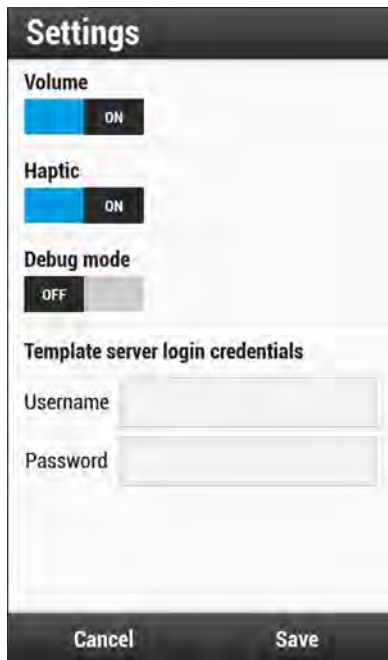 Settings
Volume
ON
Haptic
ON
Debug mode
OFF
Template server login credentials
Username
Password
Cancel Save